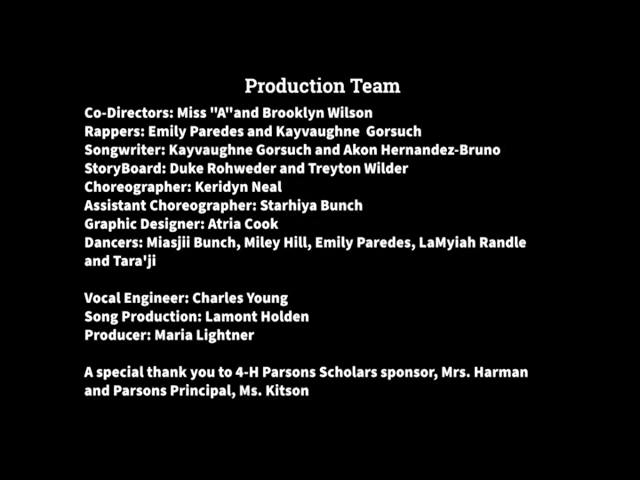 Production Team
Co-Directors: Miss "A"and Brooklyn Wilson
Rappers: Emily Paredes and Kayvaughne  Gorsuch
Songwriter: Kayvaughne Gorsuch and Akon Hernandez-Bruno
StoryBoard: Duke Rohweder and Treyton Wilder
Choreographer: Keridyn Neal
Assistant Choreographer: Starhiya Bunch
Graphic Designer: Atria Cook
Dancers: Miasjii Bunch, Miley Hill, Emily Paredes, LaMyiah Randle
and Tara'ji
Vocal Engineer: Charles Young
Song Production: Lamont Holden
Producer: Maria Lightner
A special thank you to 4-H Parsons Scholars sponsor, Mrs. Harman
and Parsons Principal, Ms. Kitson